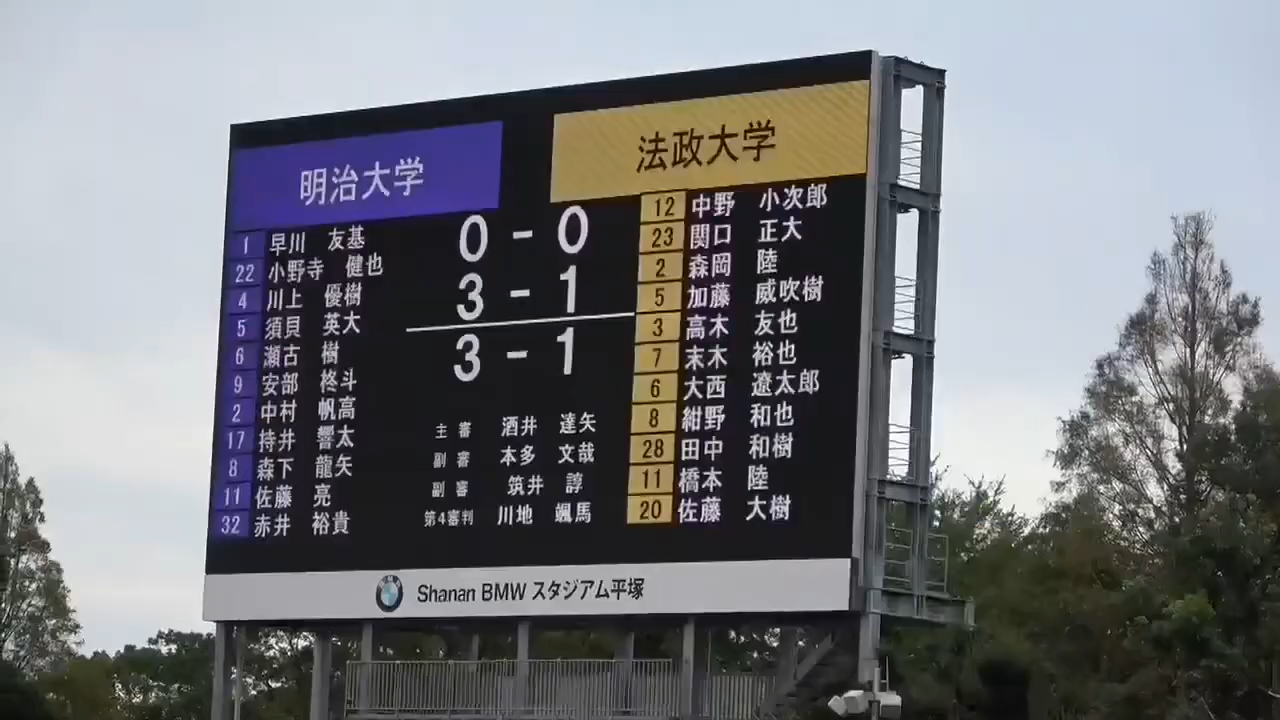 明治大学
法政大学
0 - 0
3 - 1
3 - 1
1 早川 友基
22 小野寺 健也
4 川上 優樹
5 須貝 英大
6 瀬古 樹
9 安部 柊斗
2 中村 帆高
17 持井 響太
8 森下 龍矢
11 佐藤 亮
32 赤井 裕貴
主審 酒井 達矢
副審 本多 文哉
副審 筑井 諄
第4審判 川地 颯馬
12 中野 小次郎
23 関口 正大
2 森岡 陸
5 加藤 威吹樹
3 高木 友也
7 末木 裕也
6 大西 遼太郎
8 紺野 和也
28 田中 和樹
11 橋本 陸
20 佐藤 大樹
BMW Shanan BMW スタジアム平塚